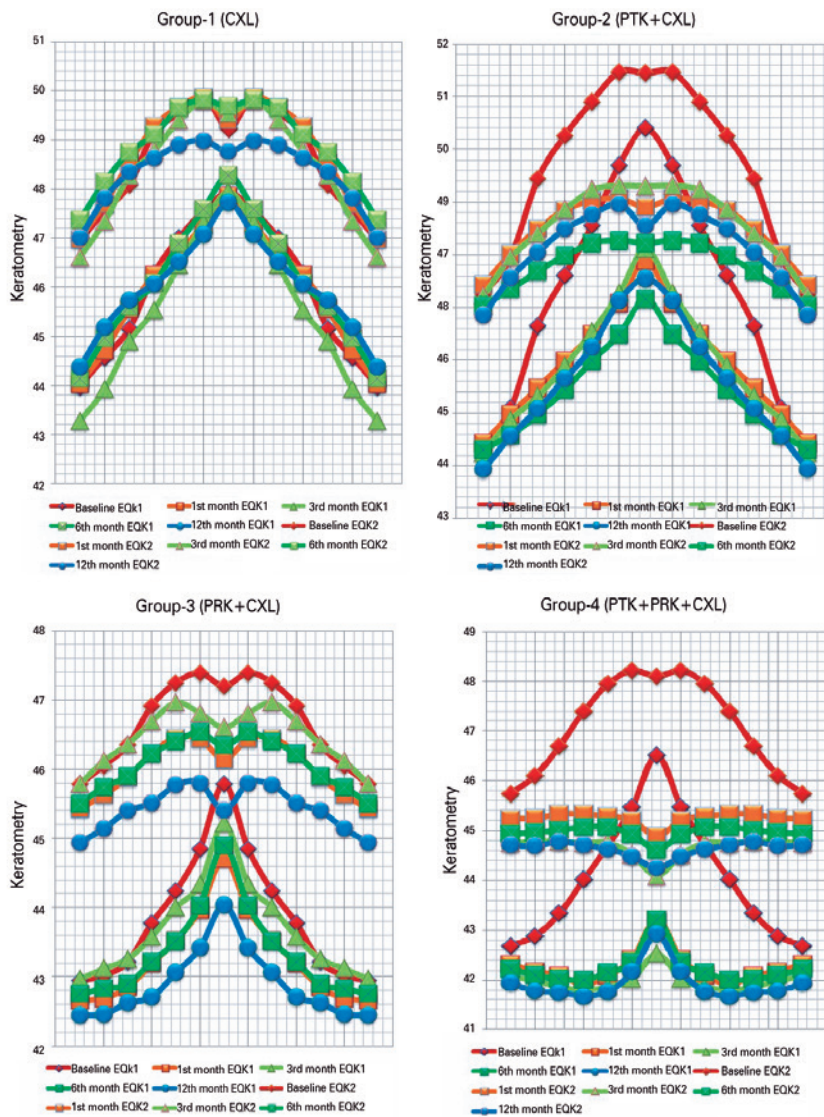 Group-1 (CXL)
Keratometry
51
50
49
48
47
46
45
44
43
42
Baseline EQk1 1st month EQK1 3rd month EQK1
6th month EQK1 12th month EQK1 Baseline EQK2
1st month EQK2 3rd month EQK2 6th month EQK2
12th month EQK2
Group-2 (PTK+CXL)
Keratometry
52
51
50
49
47
48
46
45
44
43
Baseline EQk1 1st month EQK1 3rd month EQK1
6th month EQK1 12th month EQK1 Baseline EQK2
1st month EQK2 3rd month EQK2 6th month EQK2
12th month EQK2
Group-3 (PRK+CXL)
Keratometry
48
47
46
45
44
43
42
Baseline EQk1 1st month EQK1 3rd month EQK1
6th month EQK1 12th month EQK1 Baseline EQK2
1st month EQK2 3rd month EQK2 6th month EQK2
Group-4 (PTK+PRK+CXL)
Keratometry
49
48
47
46
45
44
43
42
41
Baseline EQk1 1st month EQK1 3rd month EQK1
6th month EQK1 12th month EQK1 Baseline EQK2
1st month EQK2 3rd month EQK2 6th month EQK2
12th month EQK2